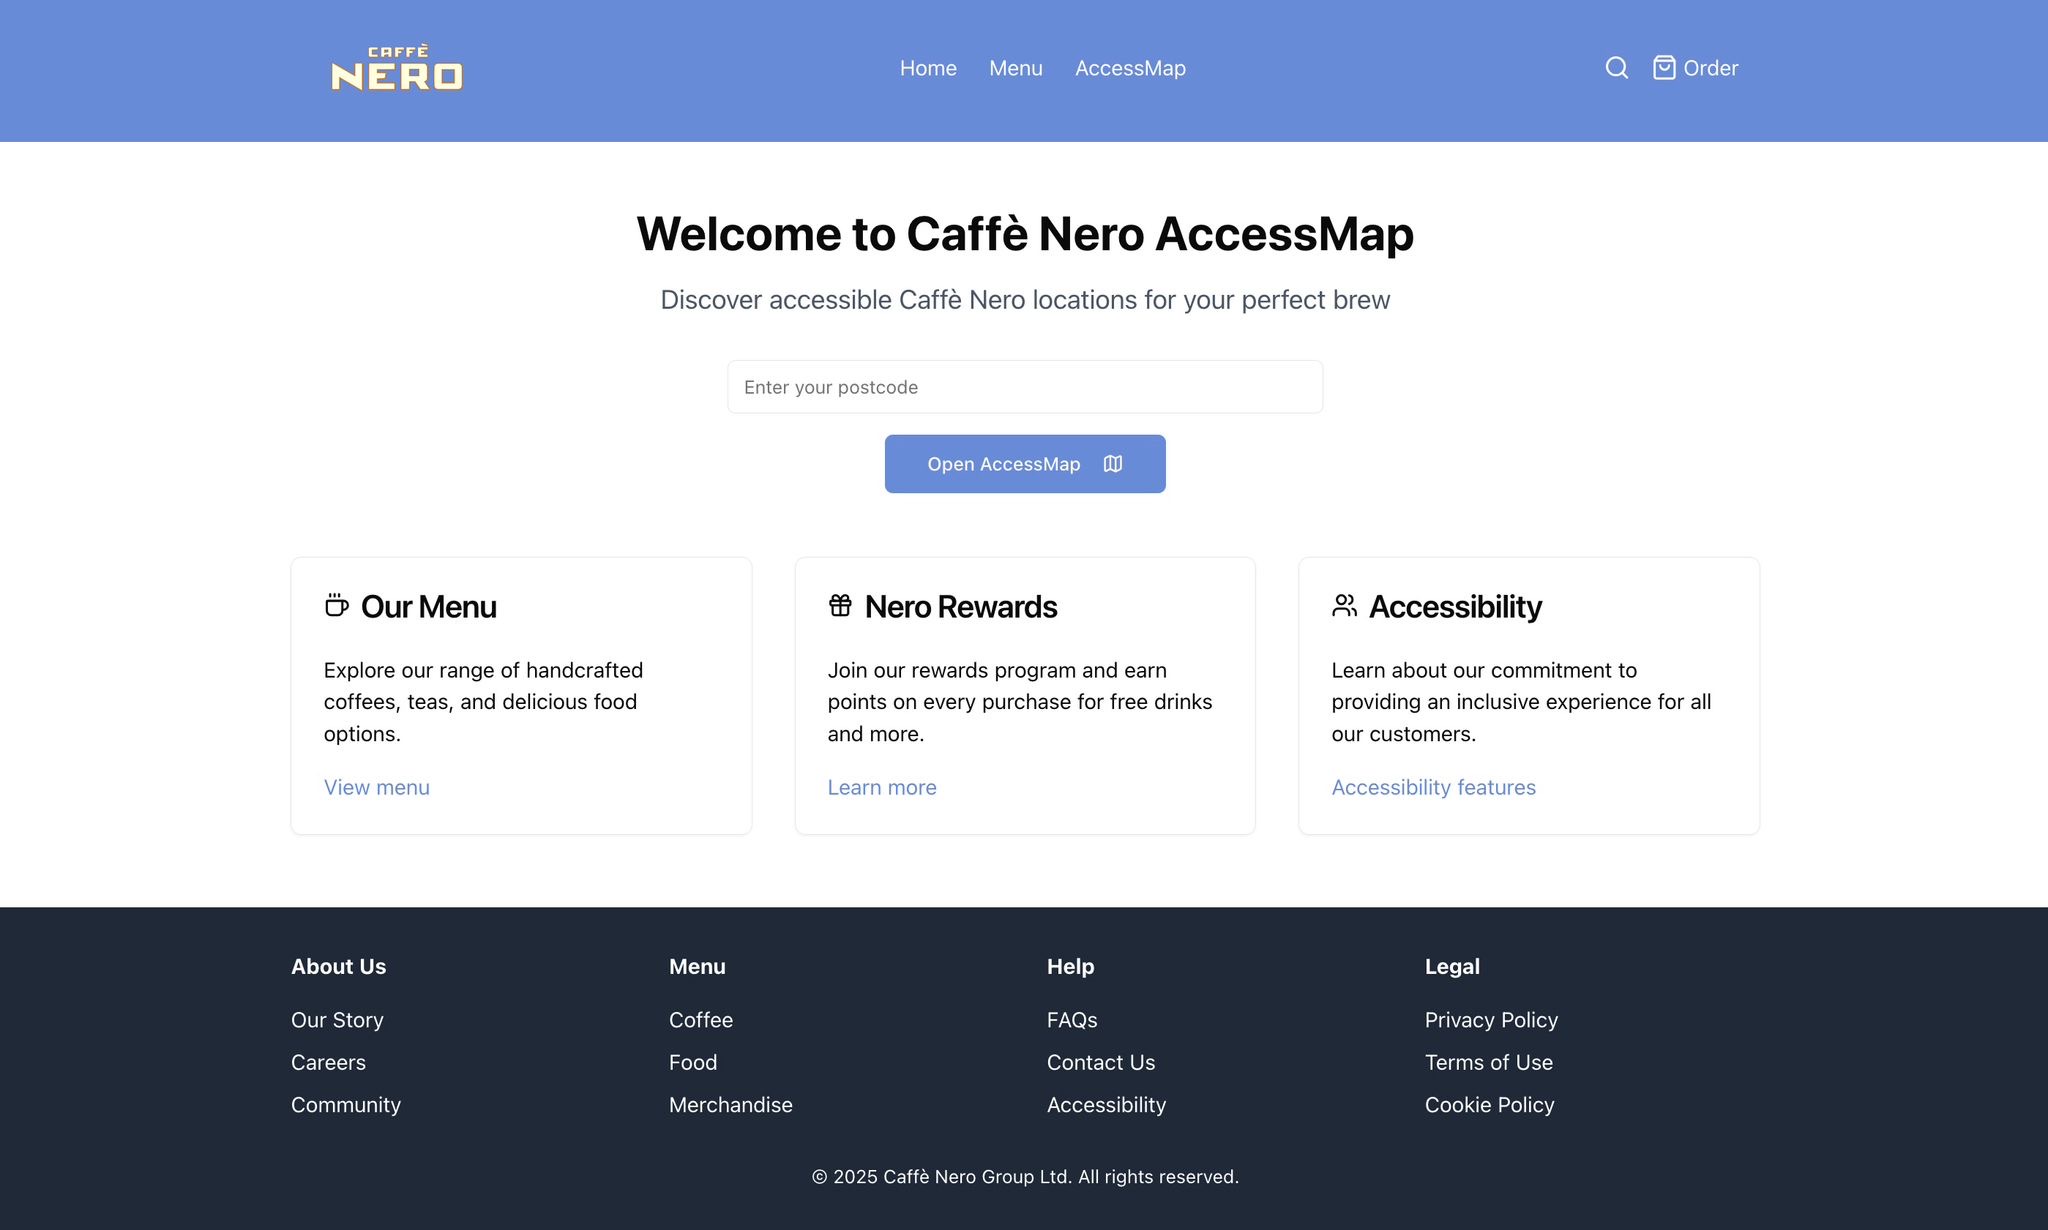 CAFFÈ
NERO
Home Menu AccessMap
Order
Welcome to Caffè Nero AccessMap
Discover accessible Caffè Nero locations for your perfect brew
Enter your postcode
Open AccessMap
Our Menu
Explore our range of handcrafted
coffees, teas, and delicious food
options.
View menu
Nero Rewards
Join our rewards program and earn
points on every purchase for free drinks
and more.
Learn more
Accessibility
Learn about our commitment to
providing an inclusive experience for all
our customers.
Accessibility features
About Us
Our Story
Careers
Community
Menu
Coffee
Food
Merchandise
Help
FAQs
Contact Us
Accessibility
Legal
Privacy Policy
Terms of Use
Cookie Policy
© 2025 Caffè Nero Group Ltd. All rights reserved.